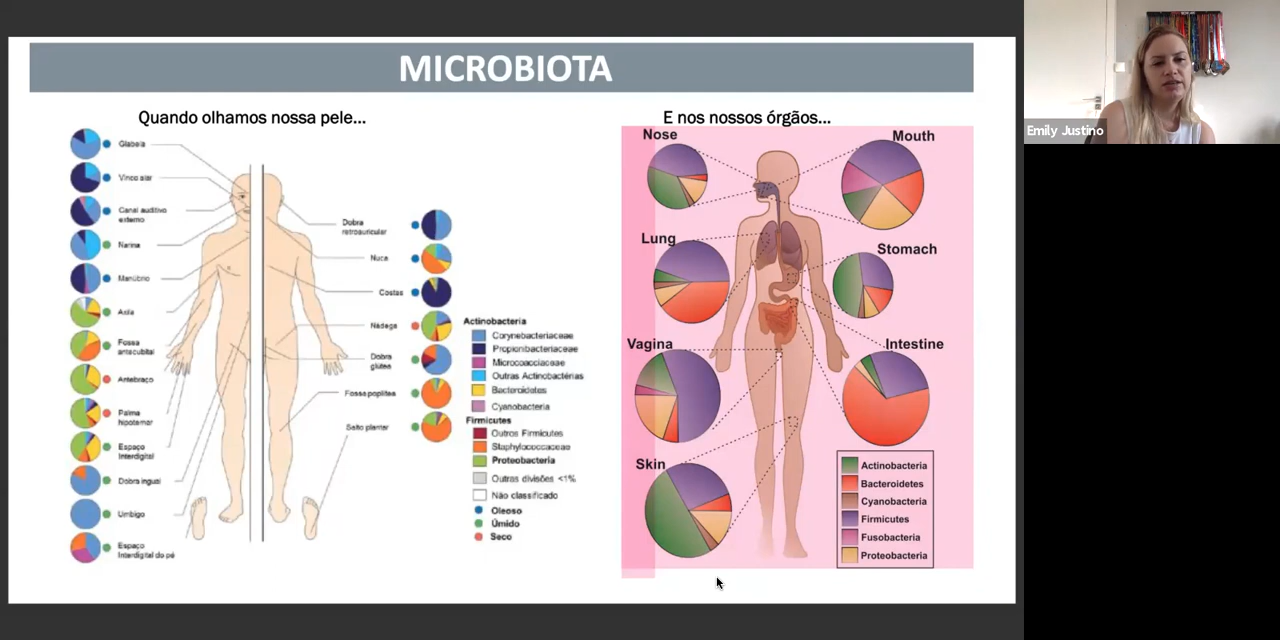 MICROBIOTA
Quando olhamos nossa pele...
Glabela
Vinco alar
Canal auditivo
externo
Narina
Manúbrio
Axila
Fossa
antecubital
Antebraço
Palma
hipotenar
Espaço
Interdigital
Dobra ingual
Umbigo
Espaço
Interdigital do pé
Dobra
retroauricular
Nuca
Costas
Nádega
Dobra
glútea
Fossa poplítea
Salto plantar
Actinobacteria
Corynebacteriaceae
Propionibacteriaceae
Micrococciaceae
Outras Actinobactérias
Bacteroidetes
Cyanobacteria
Firmicutes
Outros Firmicutes
Staphylococcaceae
Proteobacteria
Outras divisões <1%
Não classificado
Oleoso
Úmido
Seco
E nos nossos órgãos...
Nose
Mouth
Lung
Stomach
Vagina
Intestine
Skin
Actinobacteria
Bacteroidetes
Cyanobacteria
Firmicutes
Fusobacteria
Proteobacteria
Emily Justino